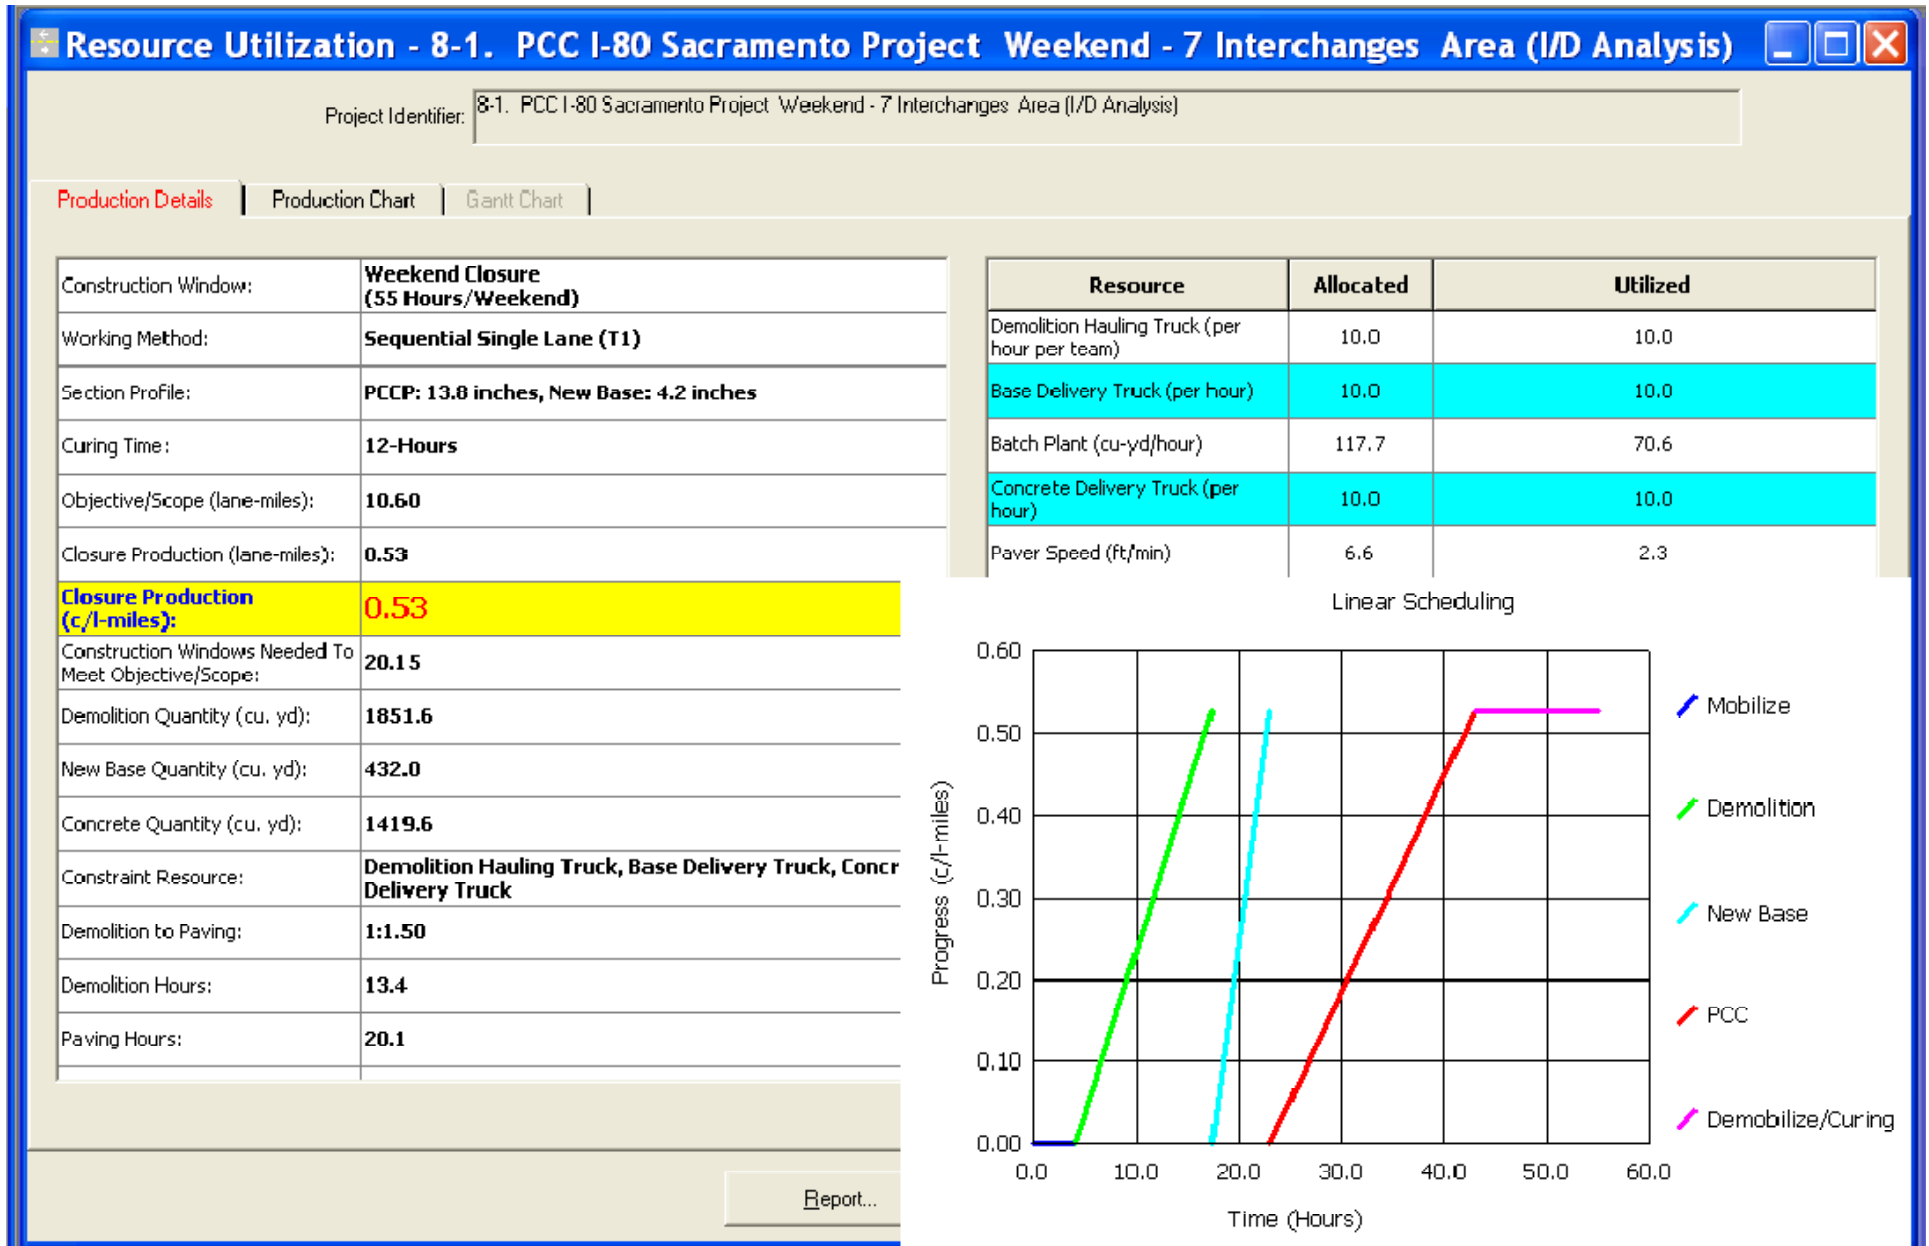 Resource Utilization - 8-1. PCC I-80 Sacramento Project Weekend - 7 Interchanges Area (I/D Analysis)
Project Identifier: 8-1. PCC I-80 Sacramento Project Weekend - 7 Interchanges Area (I/D Analysis)
Production Details Production Chart Gantt Chart
Construction Window: Weekend Closure
(55 Hours/Weekend)
Working Method: Sequential Single Lane (T1)
Section Profile: PCCP: 13.8 inches, New Base: 4.2 inches
Curing Time: 12-Hours
Objective/Scope (lane-miles): 10.60
Closure Production (lane-miles): 0.53
Closure Production
(c/l-miles): 0.53
Construction Windows Needed To
Meet Objective/Scope: 20.15
Demolition Quantity (cu. yd): 1851.6
New Base Quantity (cu. yd): 432.0
Concrete Quantity (cu. yd): 1419.6
Constraint Resource: Demolition Hauling Truck, Base Delivery Truck, Concr
Delivery Truck
Demolition to Paving: 1:1.50
Demolition Hours: 13.4
Paving Hours: 20.1
Report...
Resource Allocated Utilized
Demolition Hauling Truck (per
hour per team) 10.0 10.0
Base Delivery Truck (per hour) 10.0 10.0
Batch Plant (cu-yd/hour) 117.7 70.6
Concrete Delivery Truck (per
hour) 10.0 10.0
Paver Speed (ft/min) 6.6 2.3
Linear Scheduling
Progress (c/l-miles)
0.60
0.50
0.40
0.30
0.20
0.10
0.00
0.0 10.0 20.0 30.0 40.0 50.0 60.0
Time (Hours)
Mobilize
Demolition
New Base
PCC
Demobilize/Curing